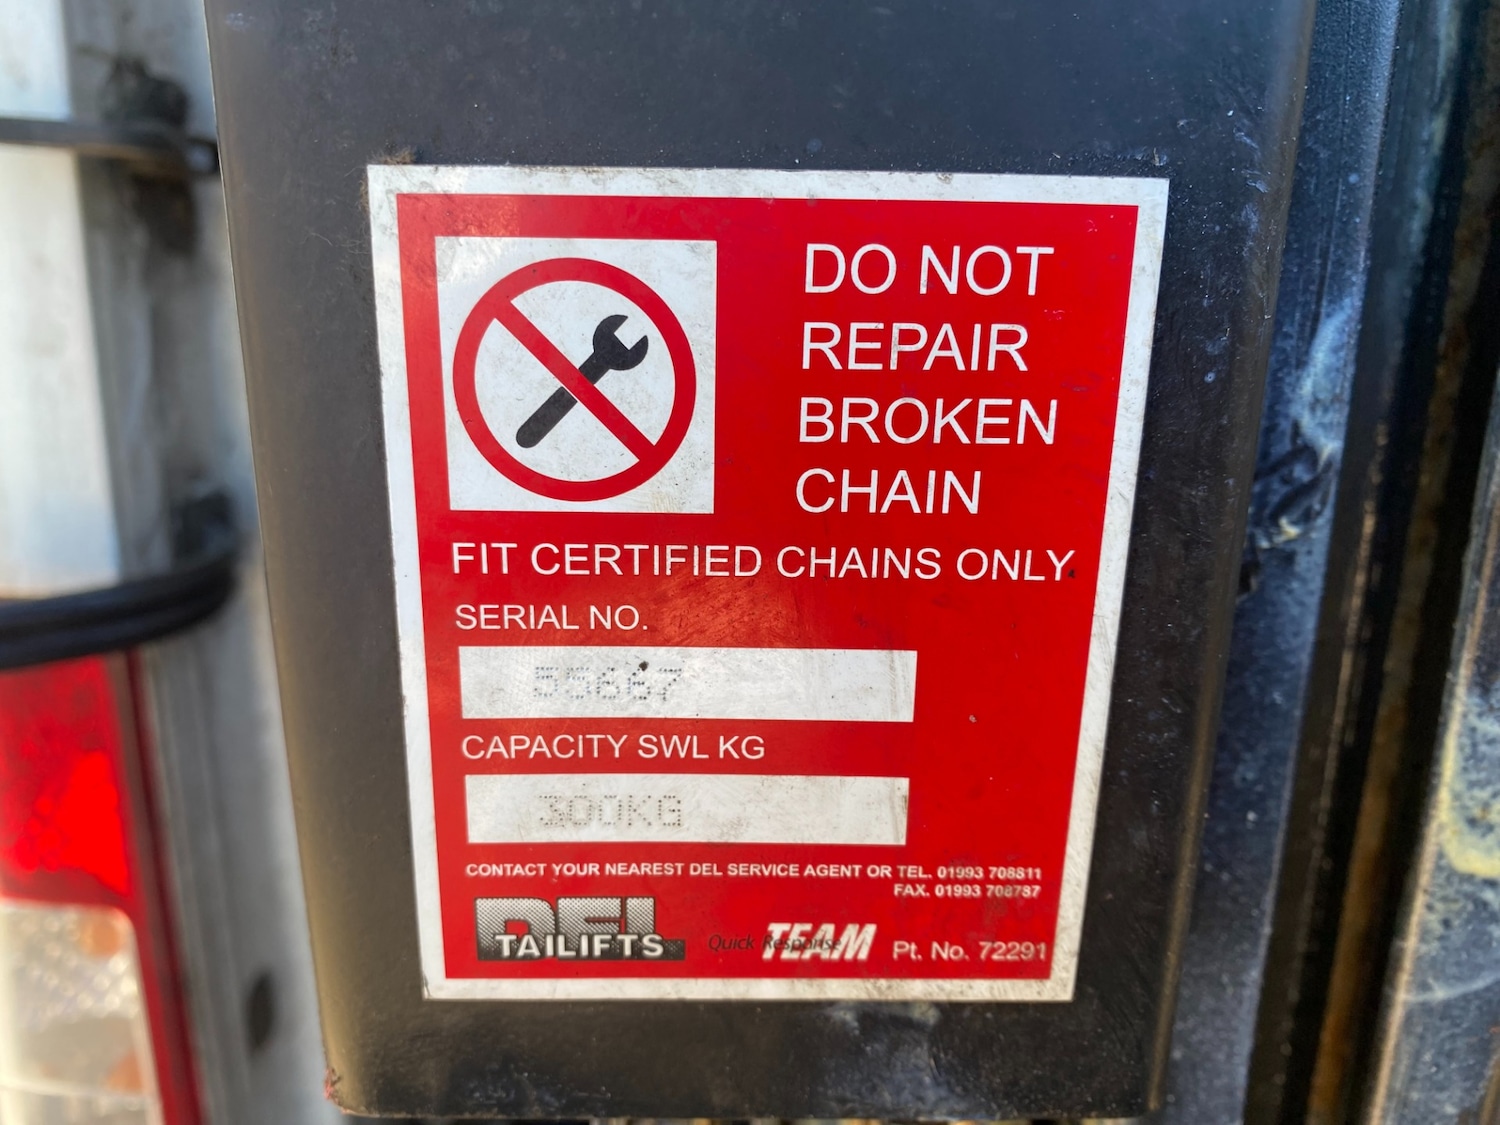 DO NOT
REPAIR
BROKEN
CHAIN
FIT CERTIFIED CHAINS ONLY.
SERIAL NO.
CAPACITY SWL KG
300KG
CONTACT YOUR NEAREST DEL SERVICE AGENT OR TEL. 01993 708811
FAX. 01993 708787
DEL
TAILIFTS
Quick Response TEAM
Pt. No. 72291